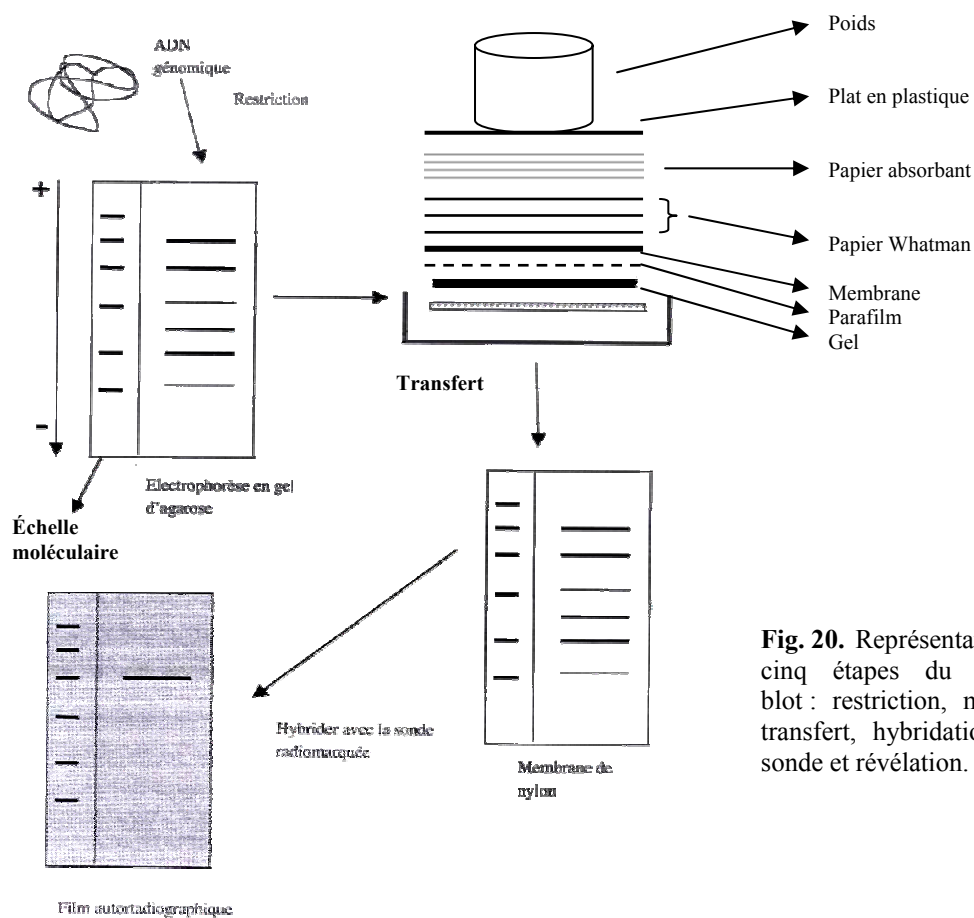 ADN
génomique
Restriction
+
-
Electrophorèse en gel
d'agarose
Échelle
moléculaire
Poids
Plat en plastique
Papier absorbant
Papier Whatman
Membrane
Parafilm
Gel
Transfert
Membrane de
nylon
Hybrider avec la sonde
radiomarquée
Film autortadiographique
Fig. 20. Représenta
cinq étapes du
blot : restriction, n
transfert, hybridatio
sonde et révélation.